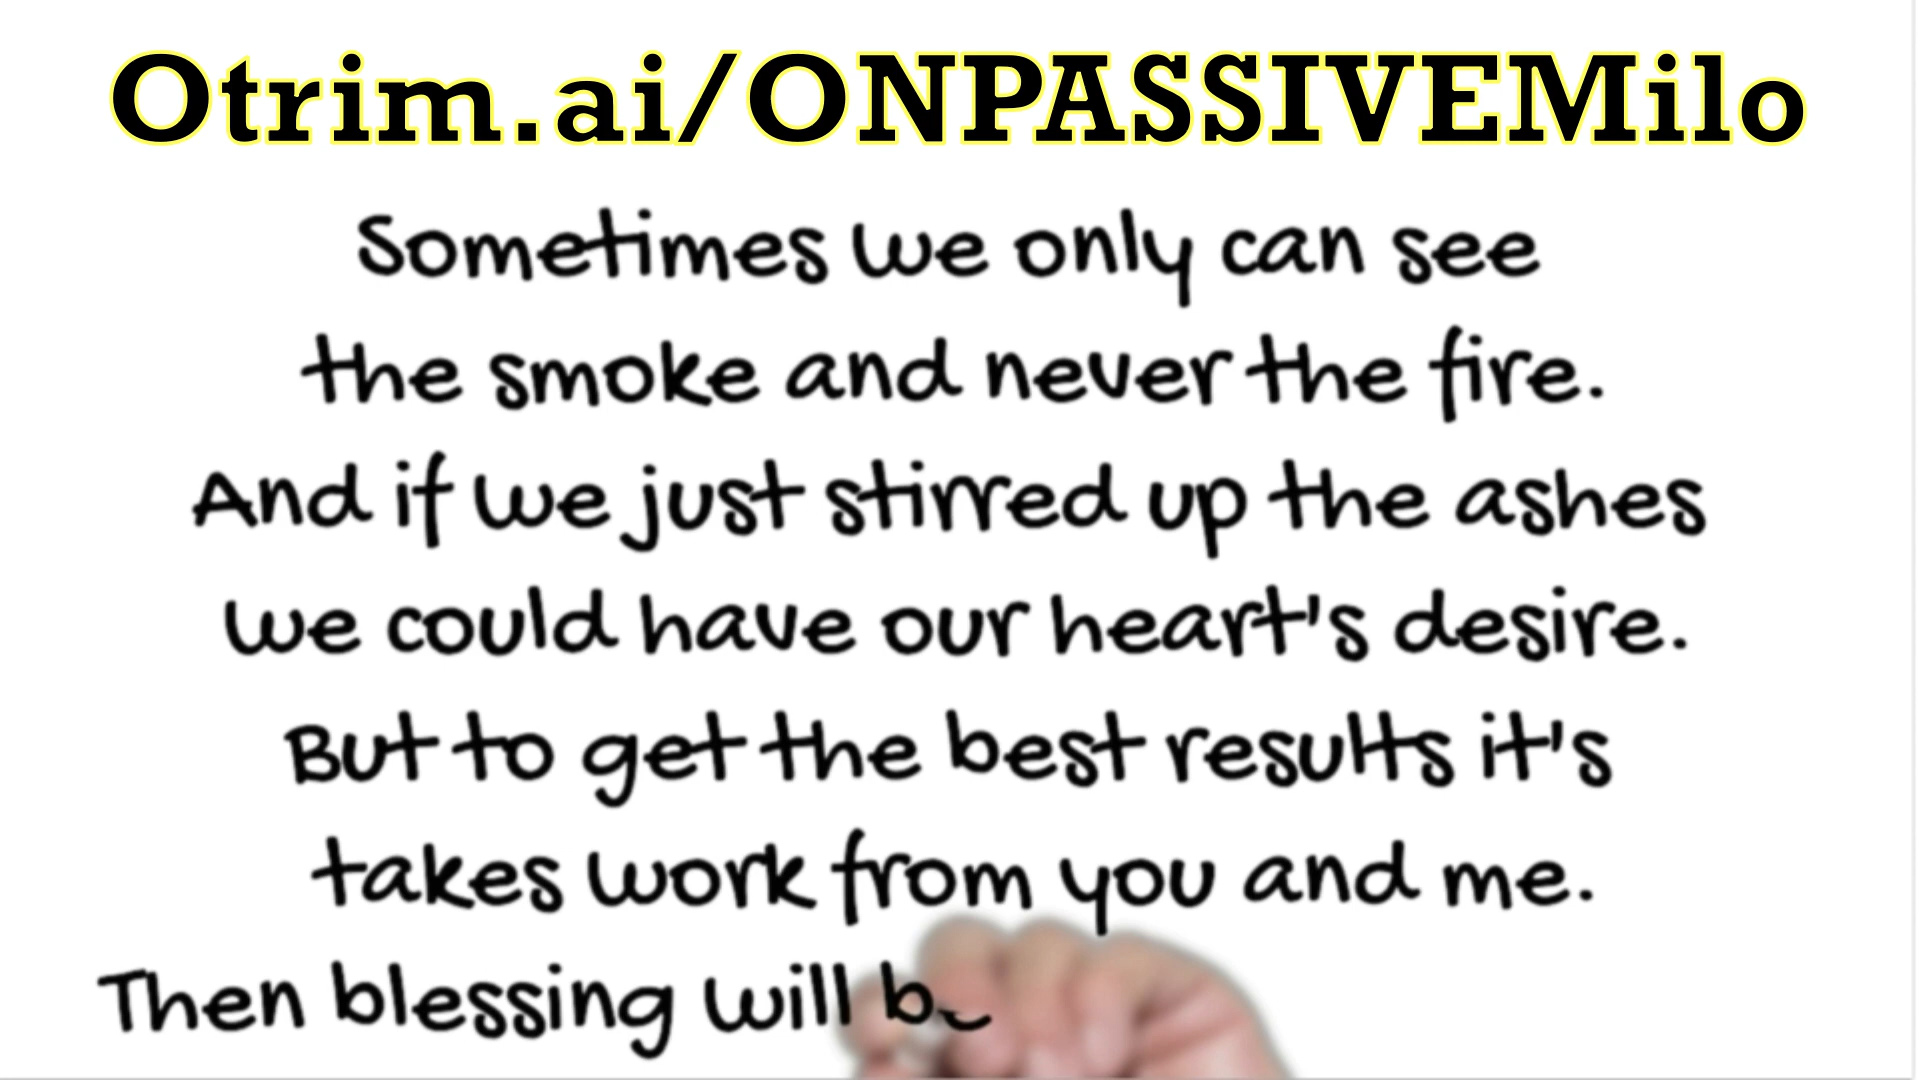 Otrim.ai/ONPASSIVEMilo
Sometimes we only can see
the smoke and never the fire.
And if we just stirred up the ashes
we could have our heart's desire.
But to get the best results it's
takes work from you and me.
Then blessing will